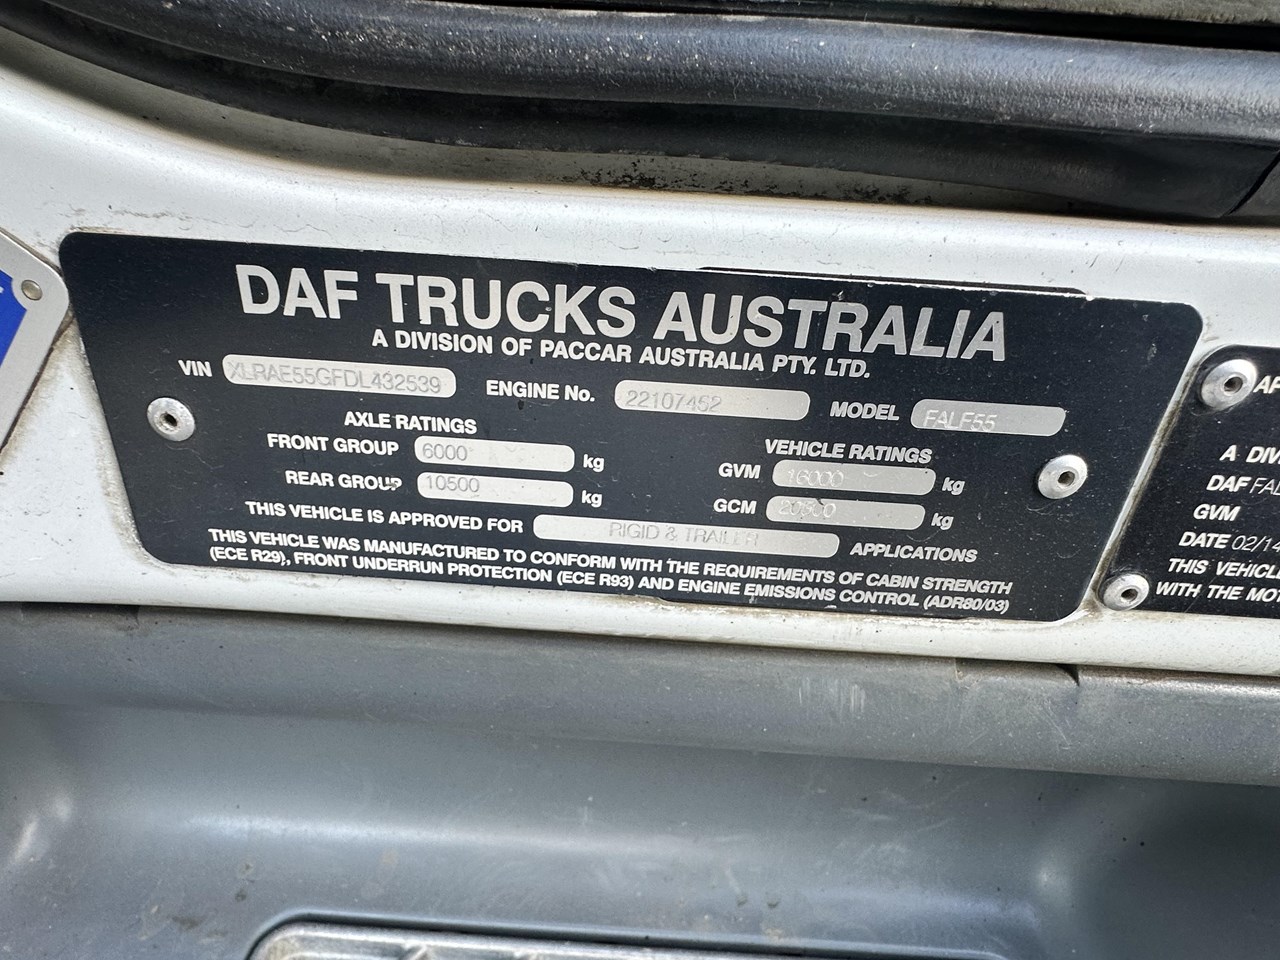 DAF TRUCKS AUSTRALIA
A DIVISION OF PACCAR AUSTRALIA PTY. LTD.
VIN XLRAE55GFDL432539 ENGINE No. 22107452 MODEL FALF55
AXLE RATINGS
FRONT GROUP 6000 kg
REAR GROUP 10500 kg
VEHICLE RATINGS
GVM 16000 kg
GCM 20500 kg
THIS VEHICLE IS APPROVED FOR RIGID & TRAILER APPLICATIONS
THIS VEHICLE WAS MANUFACTURED TO CONFORM WITH THE REQUIREMENTS OF CABIN STRENGTH
(ECE R29), FRONT UNDERRUN PROTECTION (ECE R93) AND ENGINE EMISSIONS CONTROL (ADR80/03)
A DIV
DAF FAL
GVM
DATE 02/14
THIS VEHICL
WITH THE MOT